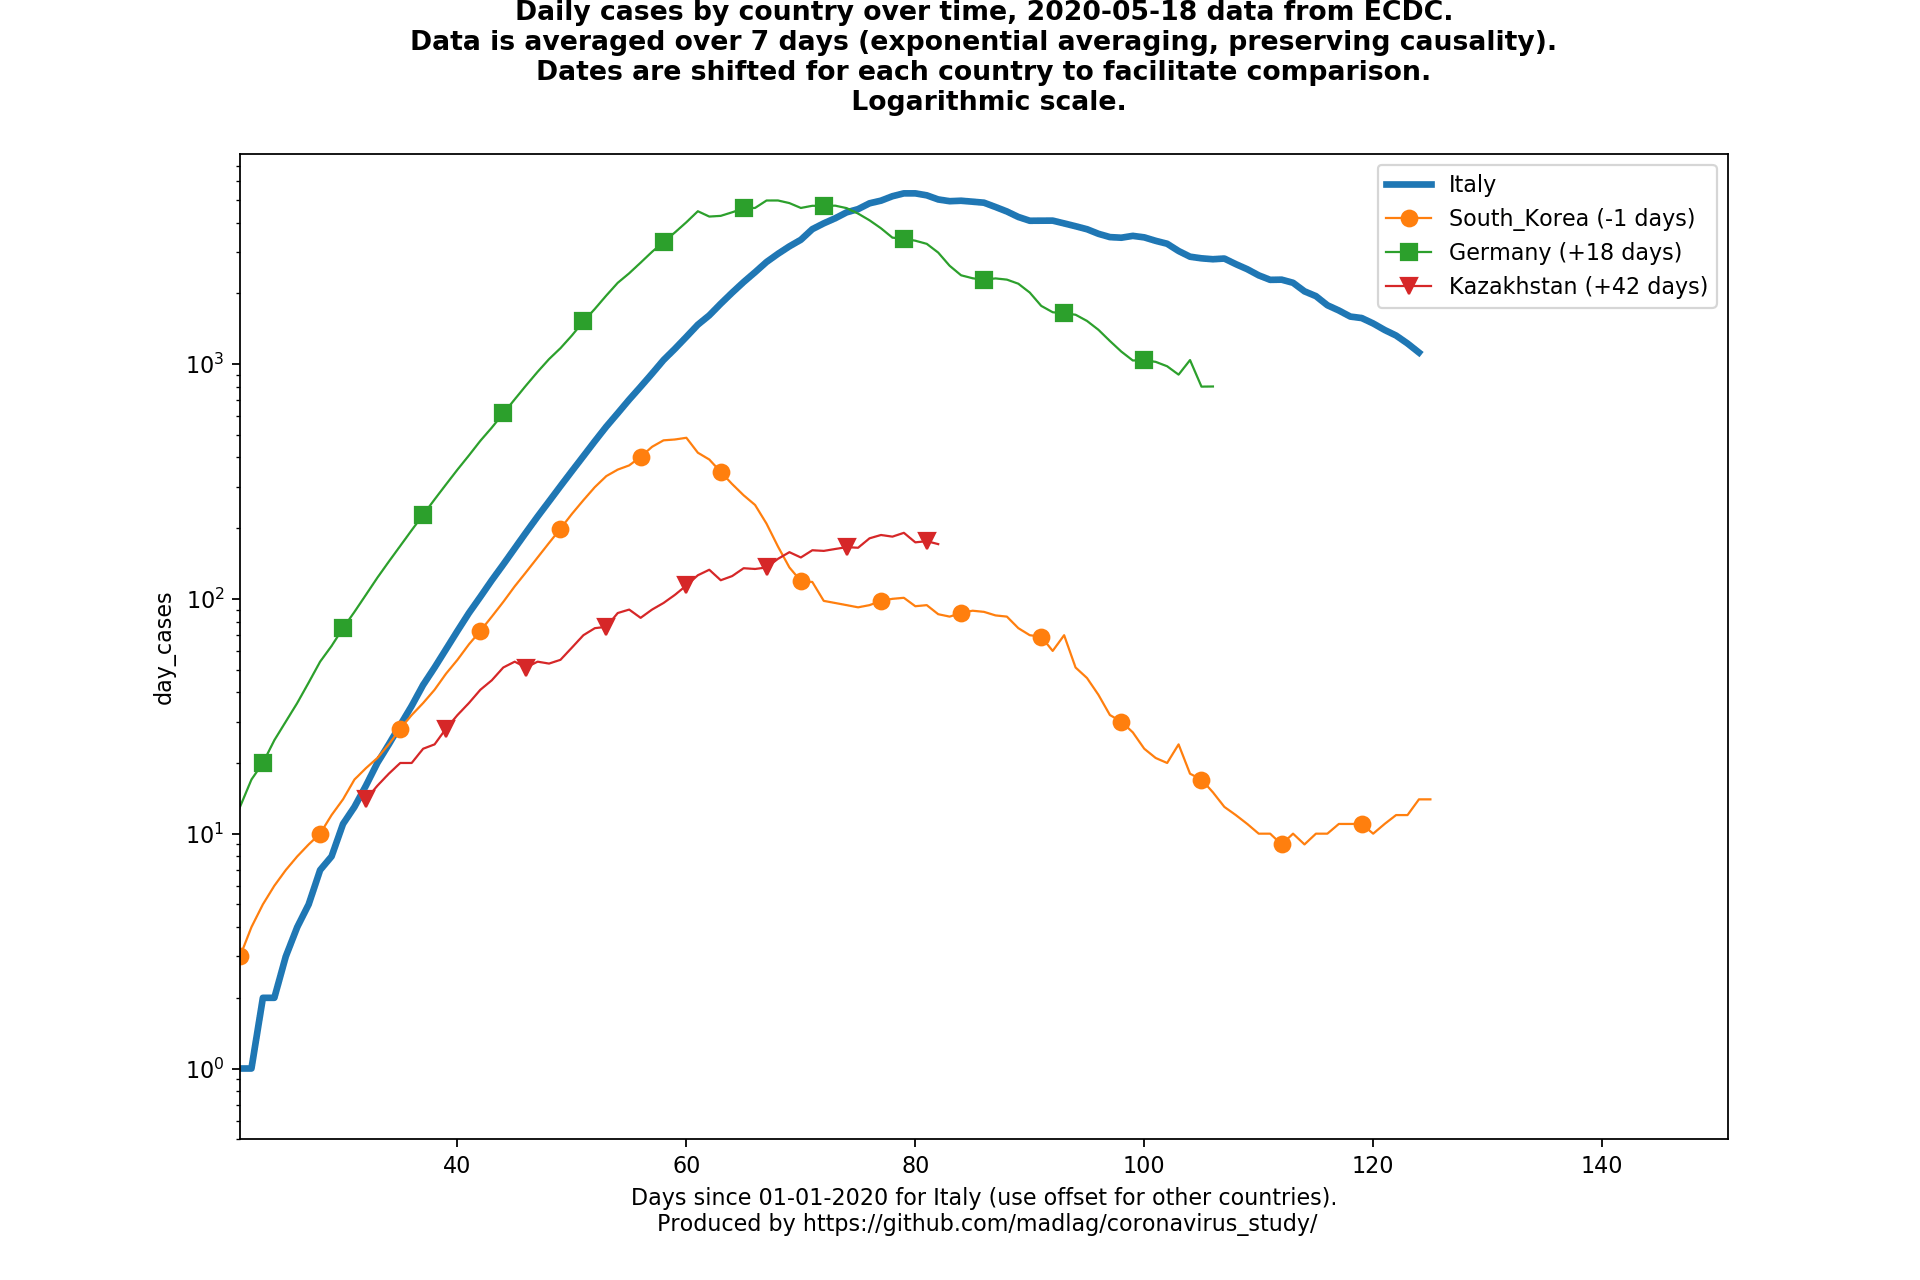 Daily cases by country over time, 2020-05-18 data from ECDC.
Data is averaged over 7 days (exponential averaging, preserving causality).
Dates are shifted for each country to facilitate comparison.
Logarithmic scale.
Italy
South_Korea (-1 days)
Germany (+18 days)
Kazakhstan (+42 days)
day_cases
10³
10²
10¹
10⁰
40 60 80 100 120 140
Days since 01-01-2020 for Italy (use offset for other countries).
Produced by https://github.com/madlag/coronavirus_study/